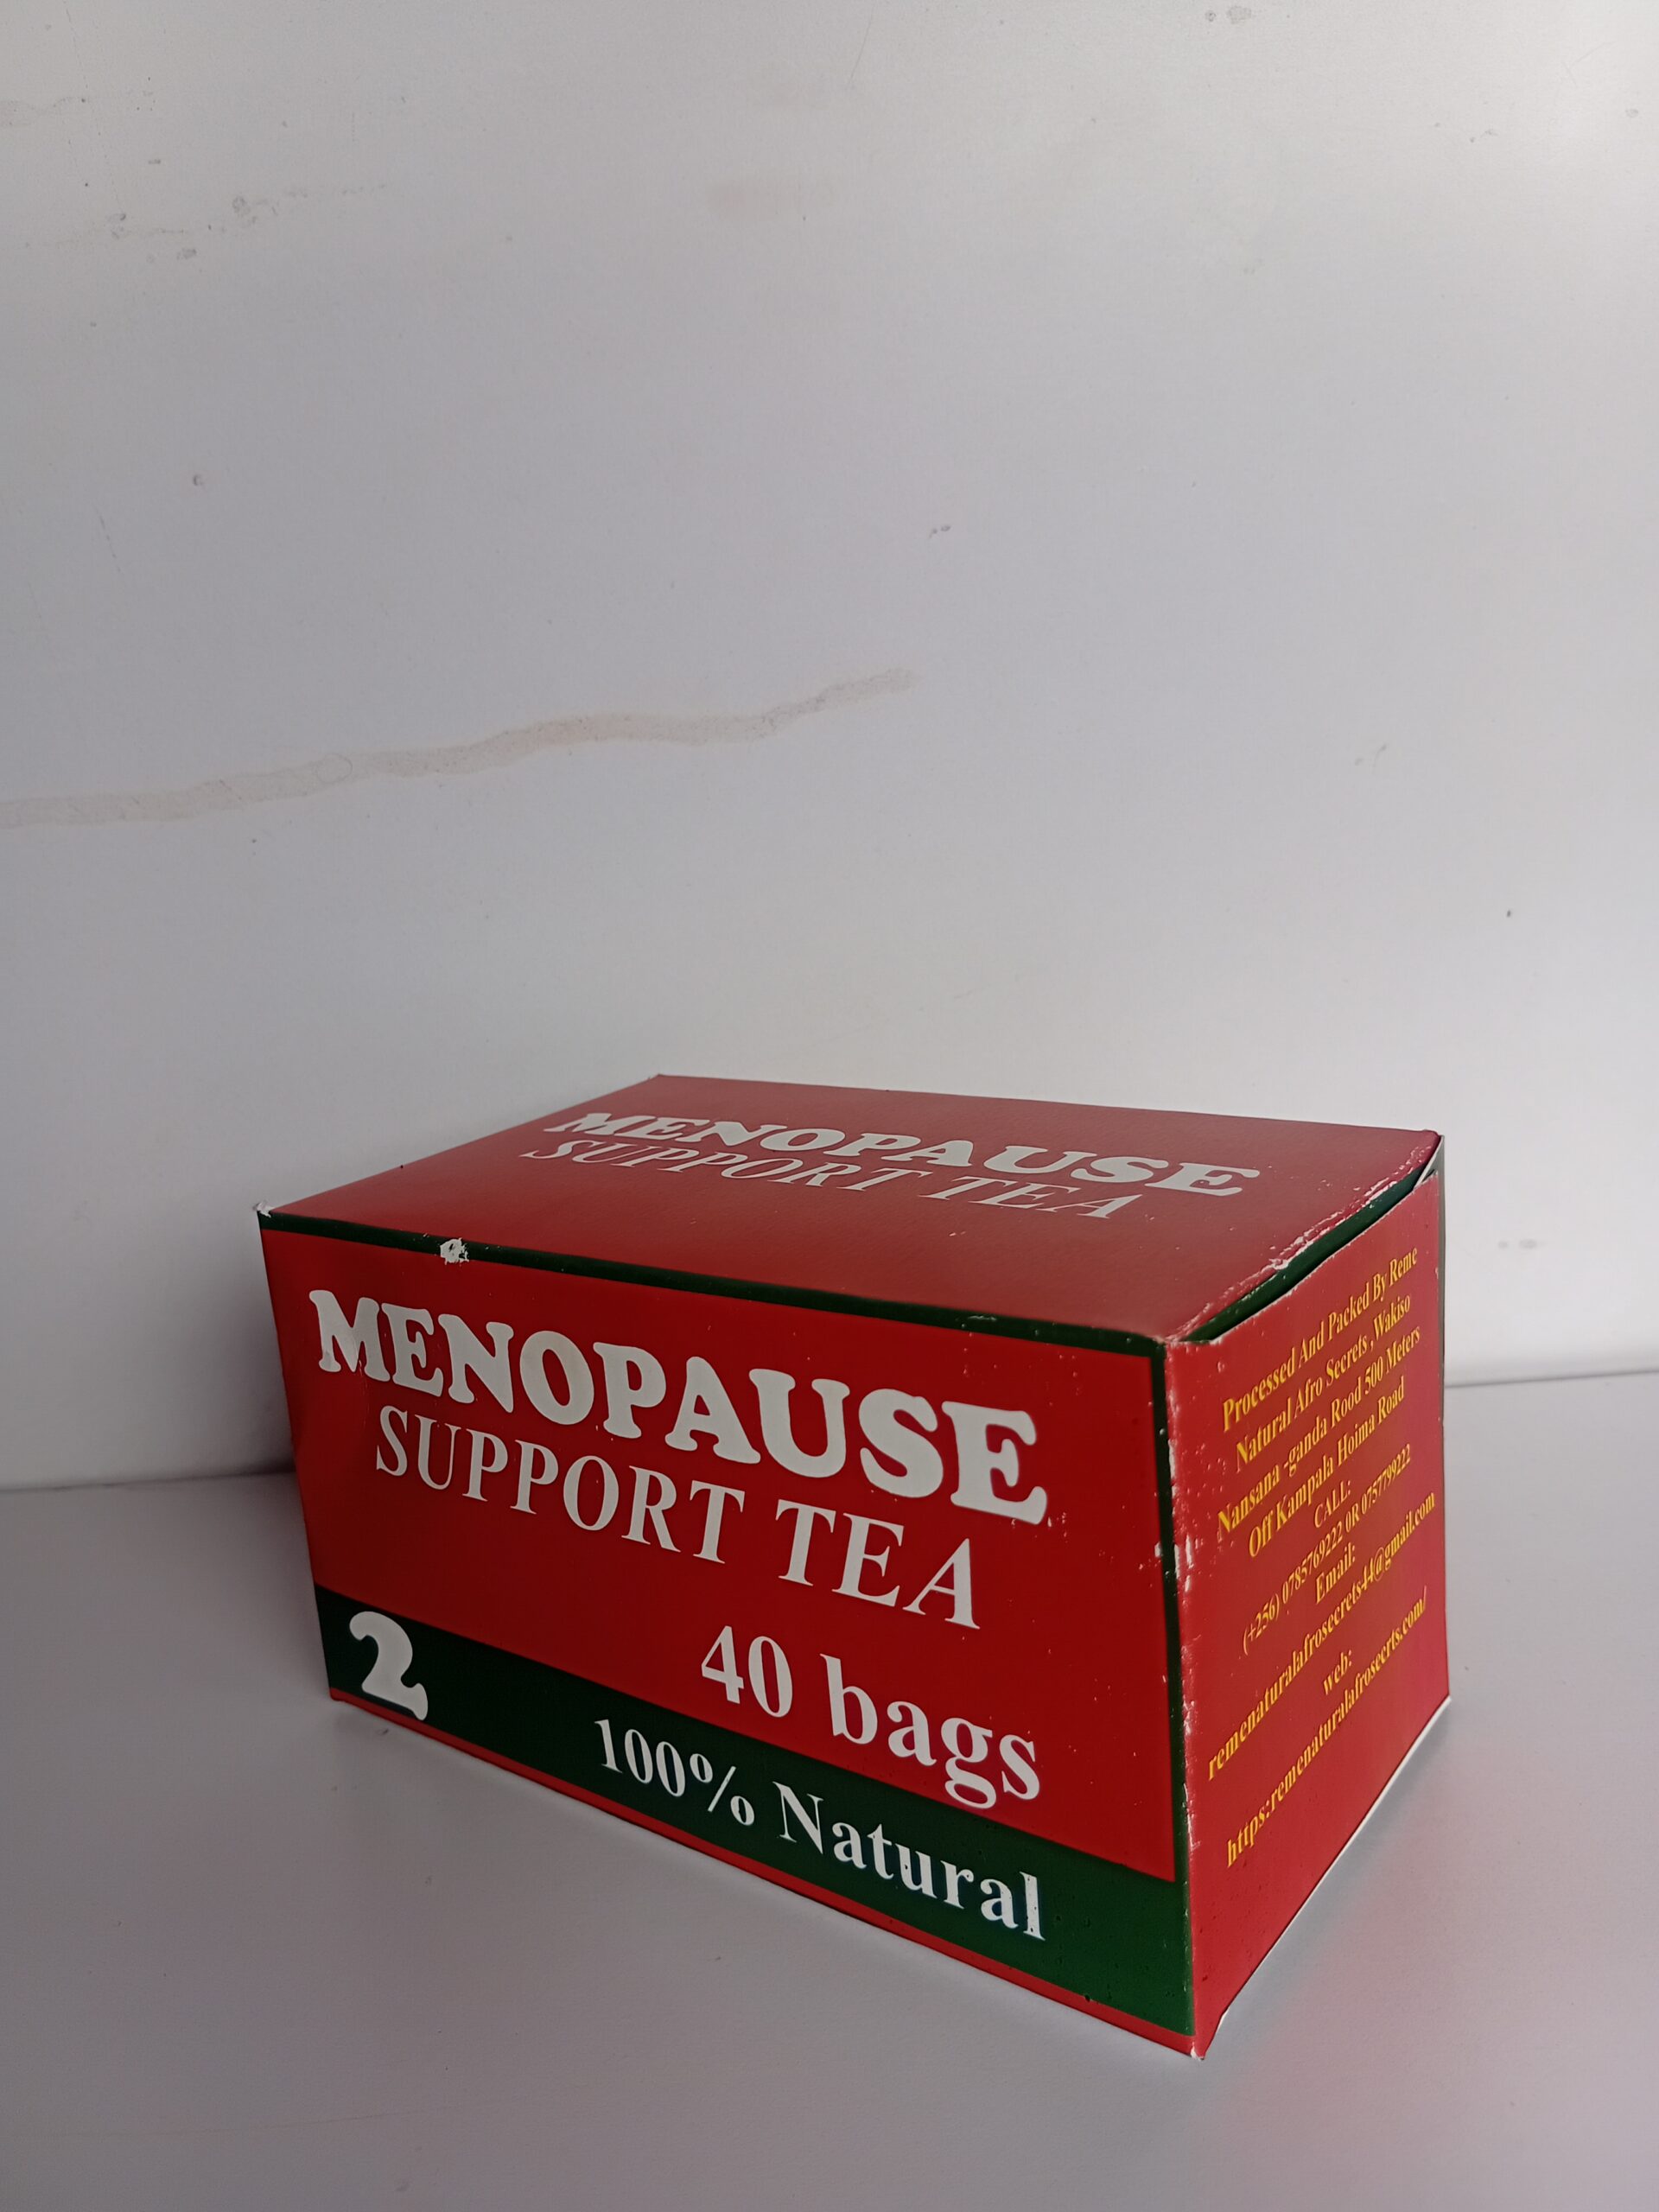 MENOPAUSE
SUPPORT TEA
MENOPAUSE
SUPPORT TEA
40 bags
2
100% Natural
Processed And Packed By Reme
Natural Afro Secrets, Wakiso
Nansana -ganda Rood 500 Meters
Off Kampala Hoima Road
CALL:
(+256) 0785769222 0R 0757799222
Email:
remenaturalafrosecrets44@gmail.com
web:
https:remenaturalafrosecrts.com/